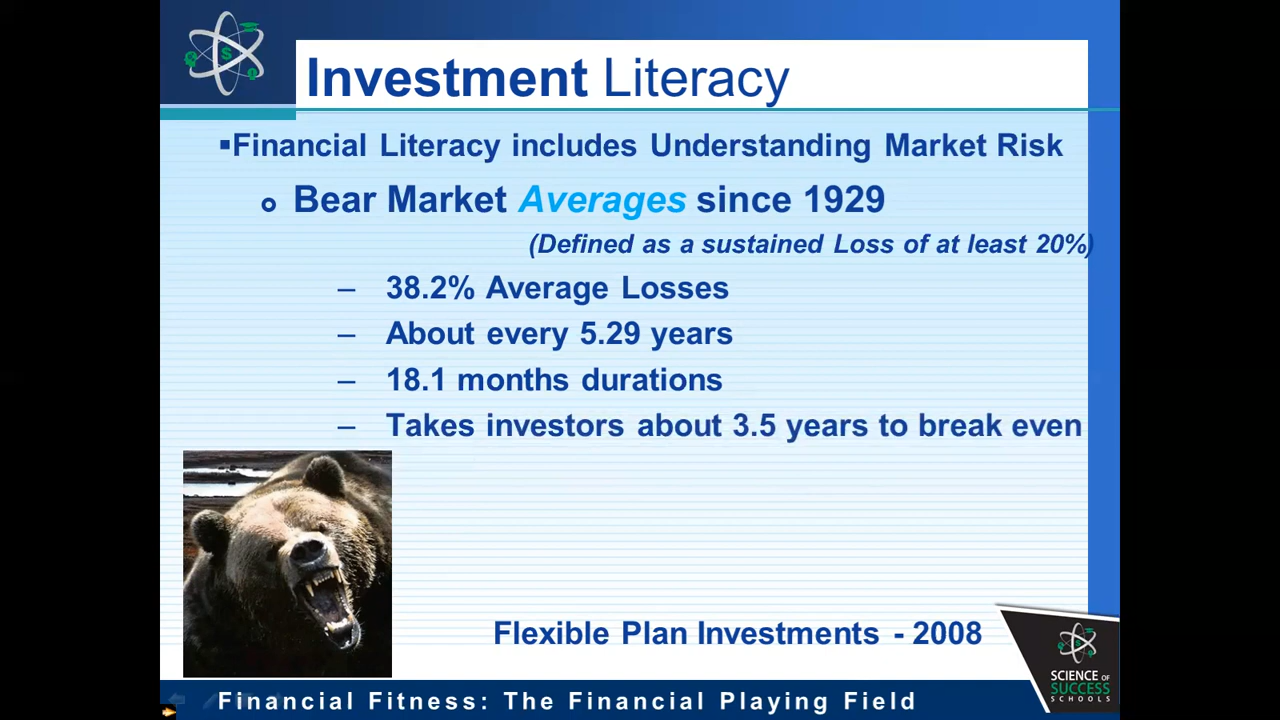 Investment Literacy
▪Financial Literacy includes Understanding Market Risk
Bear Market Averages since 1929
(Defined as a sustained Loss of at least 20%)
– 38.2% Average Losses
– About every 5.29 years
– 18.1 months durations
– Takes investors about 3.5 years to break even
Flexible Plan Investments - 2008
SCIENCE OF
SUCCESS
SCHOOLS
Financial Fitness: The Financial Playing Field